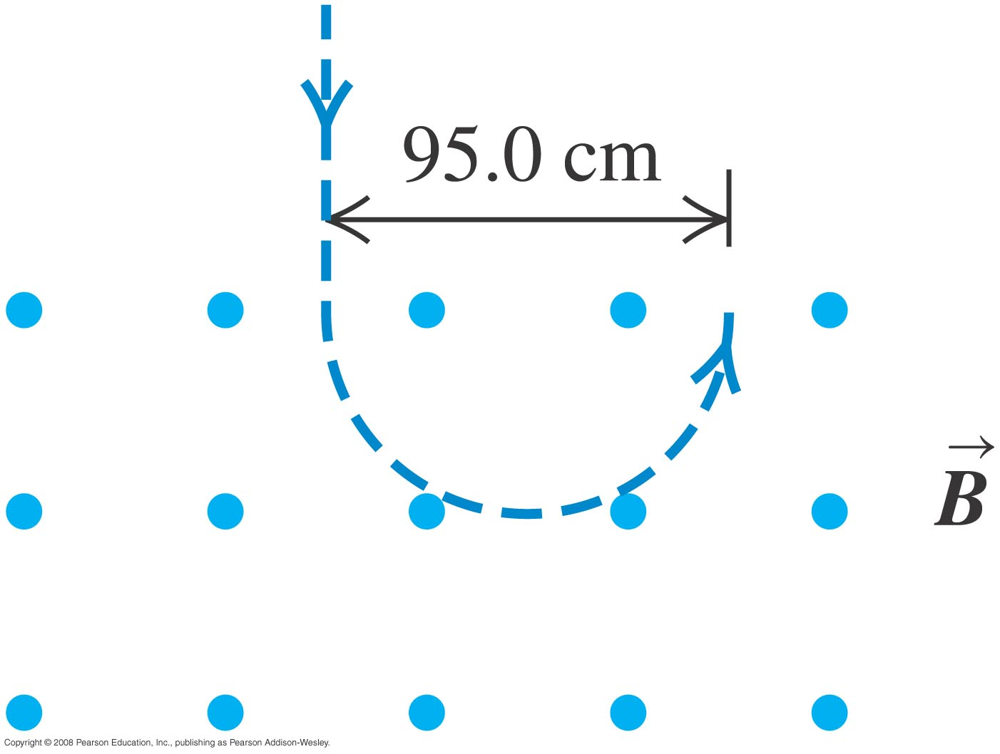 95.0 cm
B
Copyright © 2008 Pearson Education, Inc., publishing as Pearson Addison-Wesley.